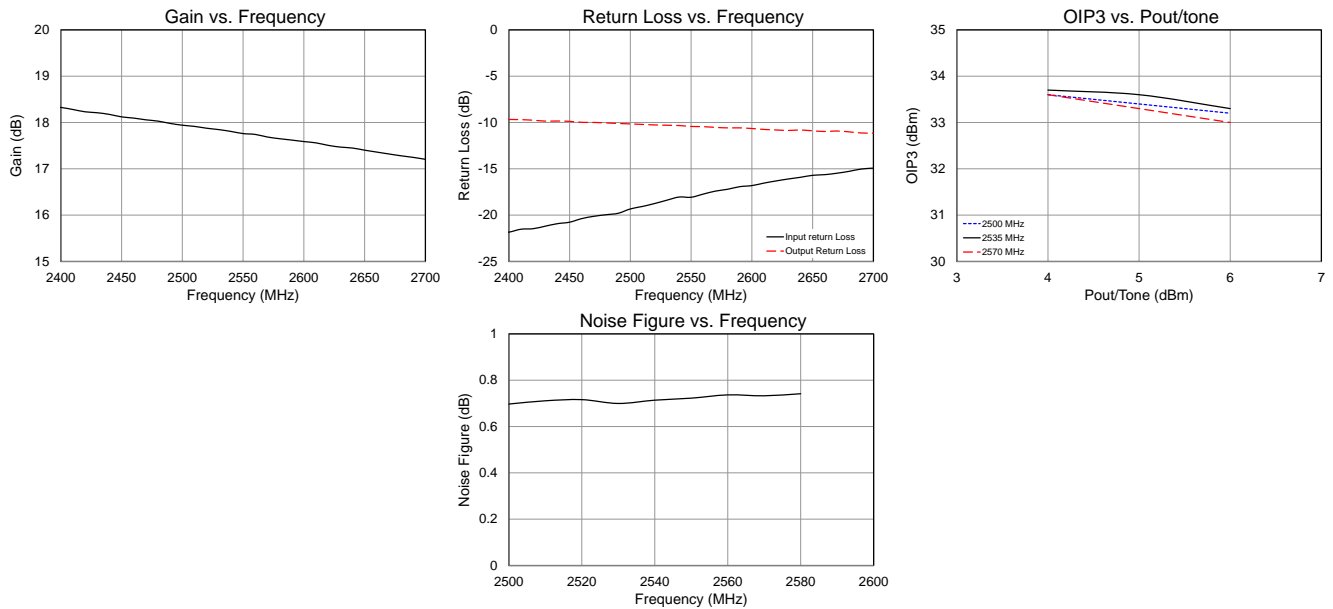 Gain vs. Frequency
20
19
18
17
16
15
Gain (dB)
2400 2450 2500 2550 2600 2650 2700
Frequency (MHz)
Return Loss vs. Frequency
0
-5
-10
-15
-20
-25
Return Loss (dB)
Input return Loss
Output Return Loss
2400 2450 2500 2550 2600 2650 2700
Frequency (MHz)
OIP3 vs. Pout/tone
35
34
33
32
31
30
OIP3 (dBm)
2500 MHz
2535 MHz
2570 MHz
3 4 5 6 7
Pout/Tone (dBm)
Noise Figure vs. Frequency
1
0.8
0.6
0.4
0.2
0
Noise Figure (dB)
2500 2520 2540 2560 2580 2600
Frequency (MHz)